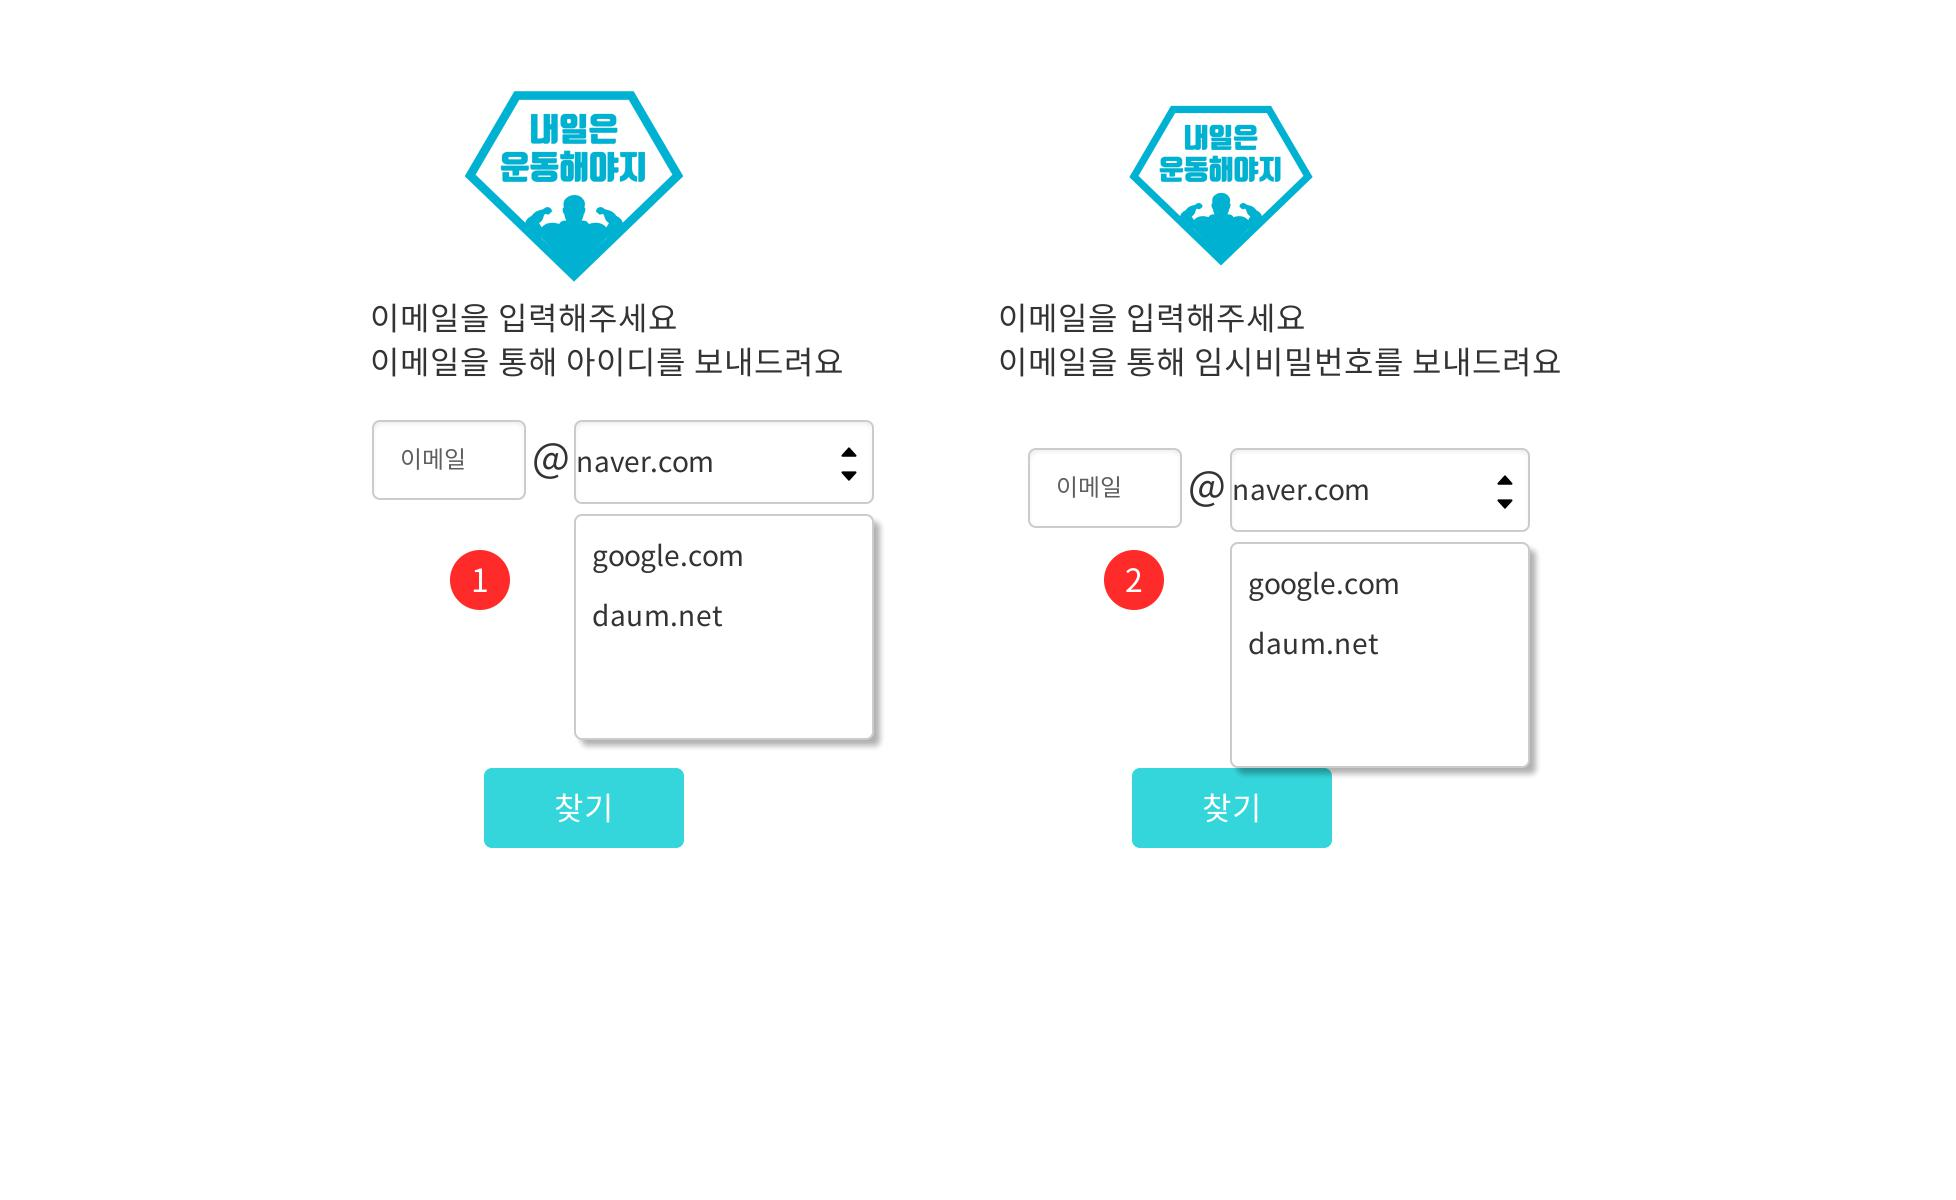 내일은
운동해야지
이메일을 입력해주세요
이메일을 통해 아이디를 보내드려요
이메일 @ naver.com
google.com
1
daum.net
찾기
내일은
운동해야지
이메일을 입력해주세요
이메일을 통해 임시비밀번호를 보내드려요
이메일 @ naver.com
google.com
2
daum.net
찾기